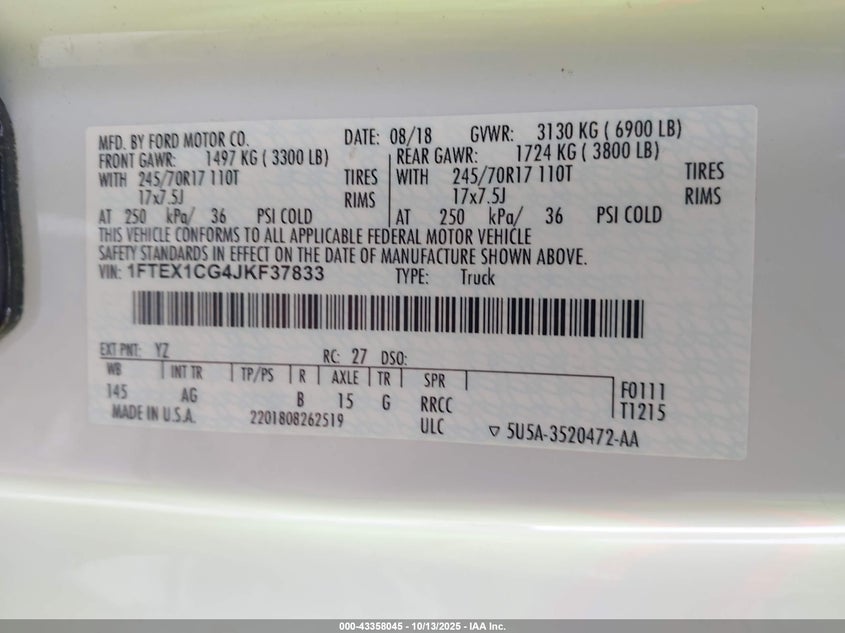 MFD. BY FORD MOTOR CO. DATE: 08/18 GVWR: 3130 KG ( 6900 LB)
FRONT GAWR: 1497 KG ( 3300 LB) REAR GAWR: 1724 KG ( 3800 LB)
WITH 245/70R17 110T TIRES WITH 245/70R17 110T TIRES
17x7.5J RIMS 17x7.5J RIMS
AT 250 kPa/ 36 PSI COLD AT 250 kPa/ 36 PSI COLD
THIS VEHICLE CONFORMS TO ALL APPLICABLE FEDERAL MOTOR VEHICLE
SAFETY STANDARDS IN EFFECT ON THE DATE OF MANUFACTURE SHOWN ABOVE.
VIN: 1FTEX1CG4JKF37833 TYPE: Truck
EXT PNT: YZ RC: 27 DSO:
WB INT TR TP/PS R AXLE TR SPR F0111
145 AG B 15 G RRCC T1215
MADE IN U.S.A. 2201808262519 ULC ▽ 5U5A-3520472-AA
000-43358045 - 10/13/2025 - IAA Inc.